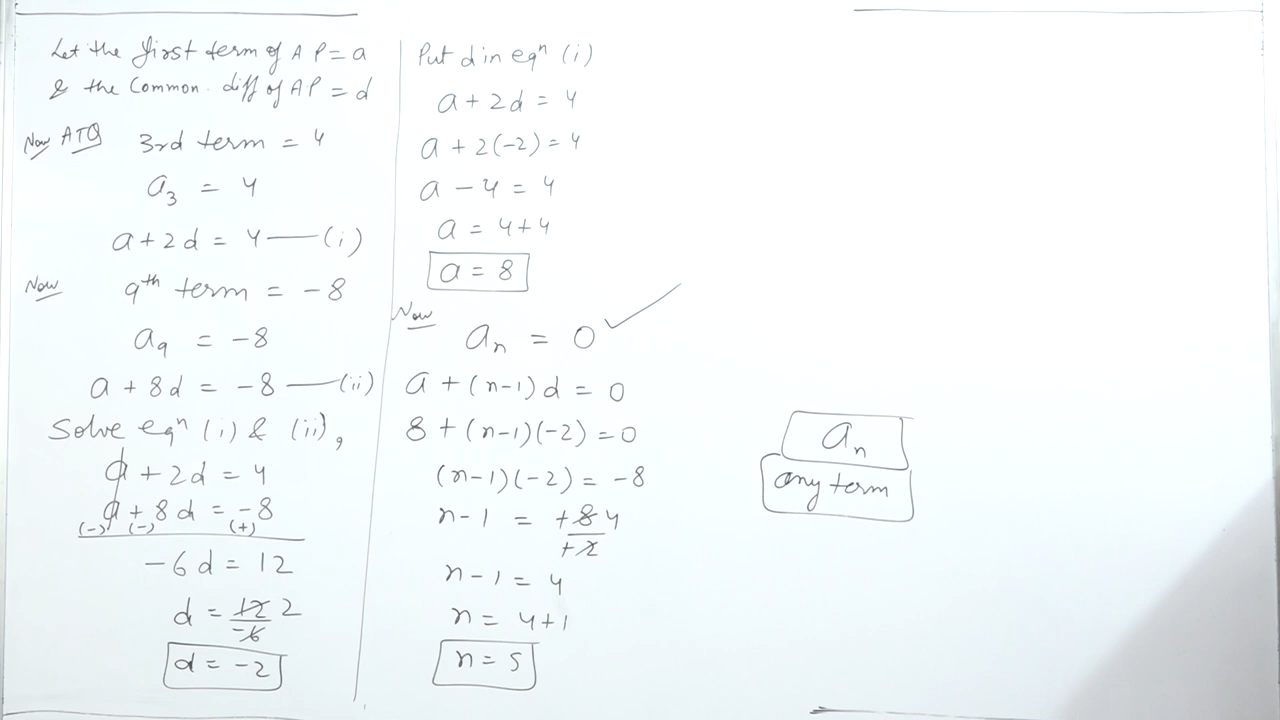 Let the first term of AP = a
& the Common. diff of AP = d
Now ATQ 3rd term = 4
a₃ = 4
a + 2d = 4 — (i)
Now 9th term = -8
a₉ = -8
a + 8d = -8 — (ii)
Solve eqⁿ (i) & (ii),
a + 2d = 4
a + 8d = -8
(-) (-) (+)
-6d = 12
d = 12 2
-6
d = -2
Put d in eqⁿ (i)
a + 2d = 4
a + 2(-2) = 4
a - 4 = 4
a = 4+4
a = 8
Now
aₙ = 0 ✓
a + (n-1) d = 0
8 + (n-1)(-2) = 0
(n-1)(-2) = -8
n-1 = +8 4
+2
n-1 = 4
n = 4+1
n = 5
aₙ
any term